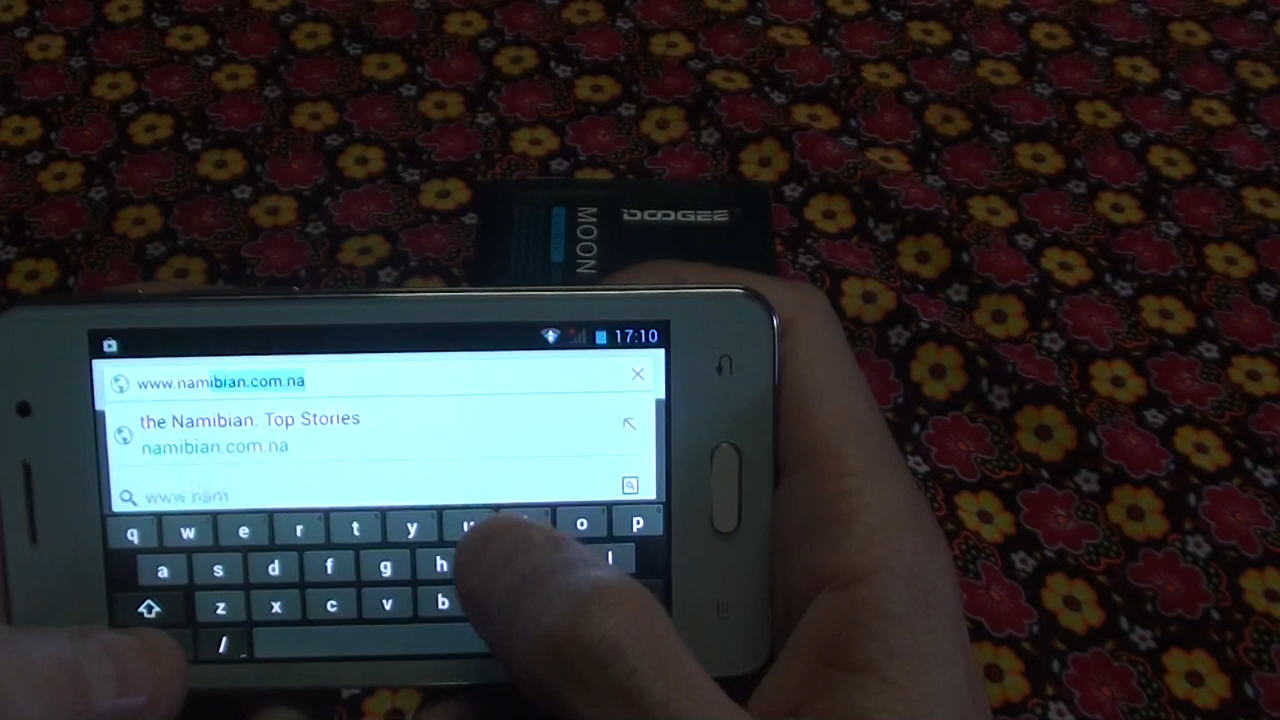 DOOGEE
MOON
17:10
www.namibian.com.na
the Namibian: Top Stories
namibian.com.na
www nam
q w e r t y u o p
a s d f g h l
z x c v b
/